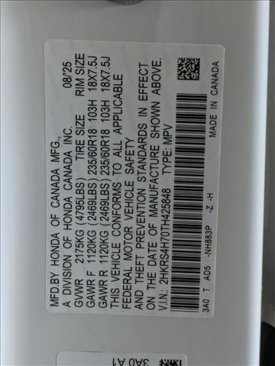 MFD.BY HONDA OF CANADA MFG., 08/25
A DIVISION OF HONDA CANADA INC. TIRE SIZE RIM SIZE
GVWR 2175KG (4795LBS)
GAWR F 1120KG (2469LBS) 235/60R18 103H 18X7.5J
GAWR R 1120KG (2469LBS) 235/60R18 103H 18X7.5J
THIS VEHICLE CONFORMS TO ALL APPLICABLE
FEDERAL MOTOR VEHICLE SAFETY
AND THEFT PREVENTION STANDARDS IN EFFECT
ON THE DATE OF MANUFACTURE SHOWN ABOVE.
V.I.N: 2HKRS4H70TH425848 TYPE: MPV
3A0 T AD5 -NH883P -Z -H
MADE IN CANADA
3A0 A1